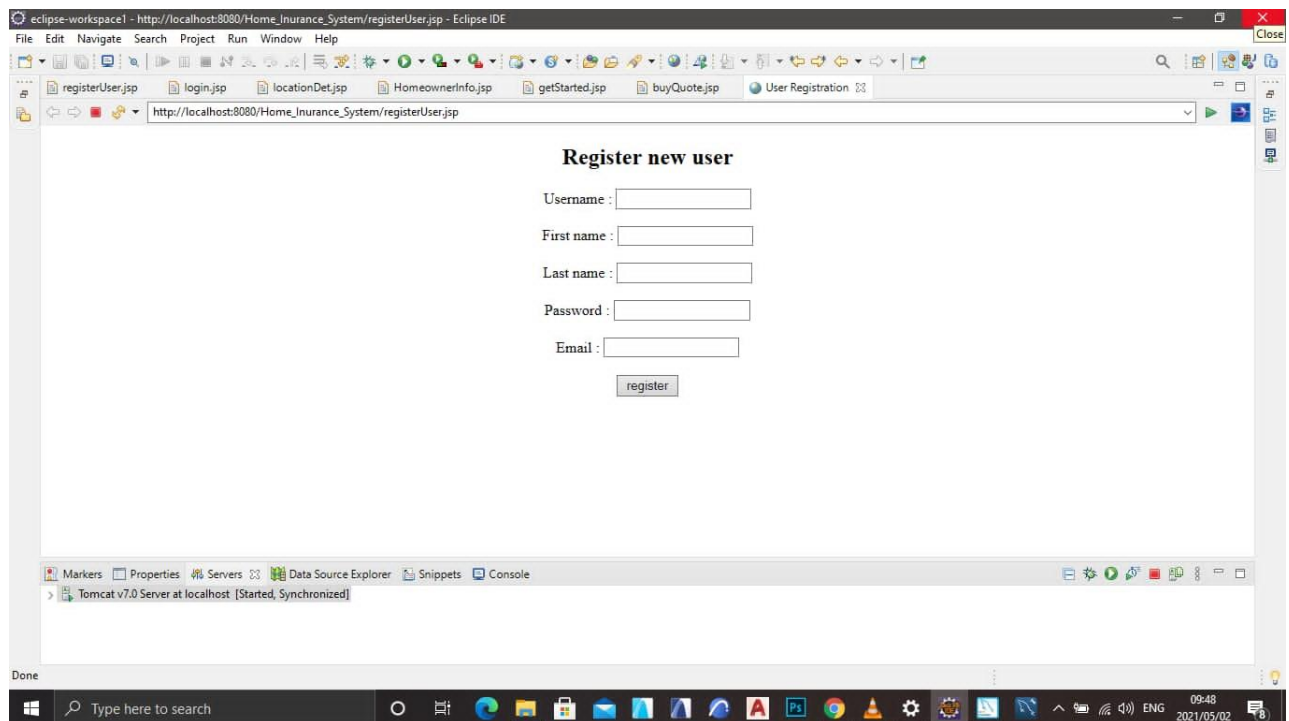 eclipse-workspace1 - http://localhost:8080/Home_Inurance_System/registerUser.jsp - Eclipse IDE
Close
File Edit Navigate Search Project Run Window Help
registerUser.jsp login.jsp locationDet.jsp HomeownerInfo.jsp getStarted.jsp buyQuote.jsp User Registration
http://localhost:8080/Home_Inurance_System/registerUser.jsp
Register new user
Username :
First name :
Last name :
Password :
Email :
register
Markers Properties Servers Data Source Explorer Snippets Console
Tomcat v7.0 Server at localhost [Started, Synchronized]
Done
Type here to search
A Ps ENG 09:48
2021/05/02
8